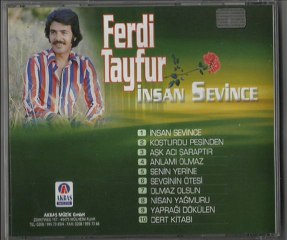 Ferdi
Tayfur
İNSAN SEVİNCE
1 İNSAN SEVİNCE
2 KOŞTURDU PEŞİNDEN
3 AŞK ACI ŞARAPTIR
4 ANLAMI OLMAZ
5 SENİN YERİNE
6 SEVGİNİN ÖTESİ
7 OLMAZ OLSUN
8 NİSAN YAĞMURU
9 YAPRAĞI DÖKÜLEN
10 DERT KİTABI
AKBAŞ
AKBAŞ MÜZİK GmbH